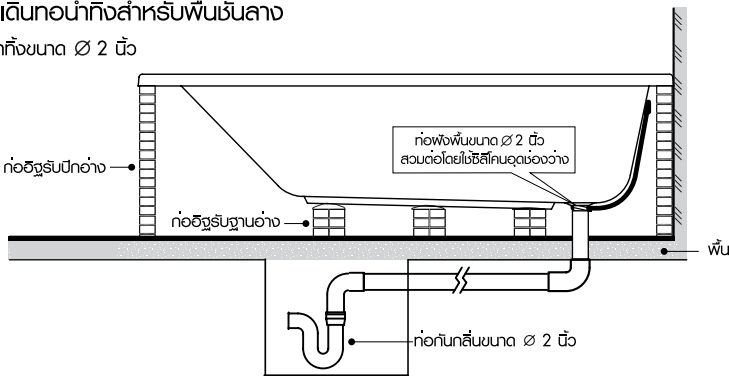 เดินท่อน้ำทิ้งสำหรับพื้นชั้นล่าง
ทิ้งขนาด Ø 2 นิ้ว
ท่อฝังพื้นขนาด Ø 2 นิ้ว
สวมต่อโดยใช้ซิลิโคนอุดช่องว่าง
ก่ออิฐรับปีกอ่าง
ก่ออิฐรับฐานอ่าง
พื้น
ท่อกันกลิ่นขนาด Ø 2 นิ้ว